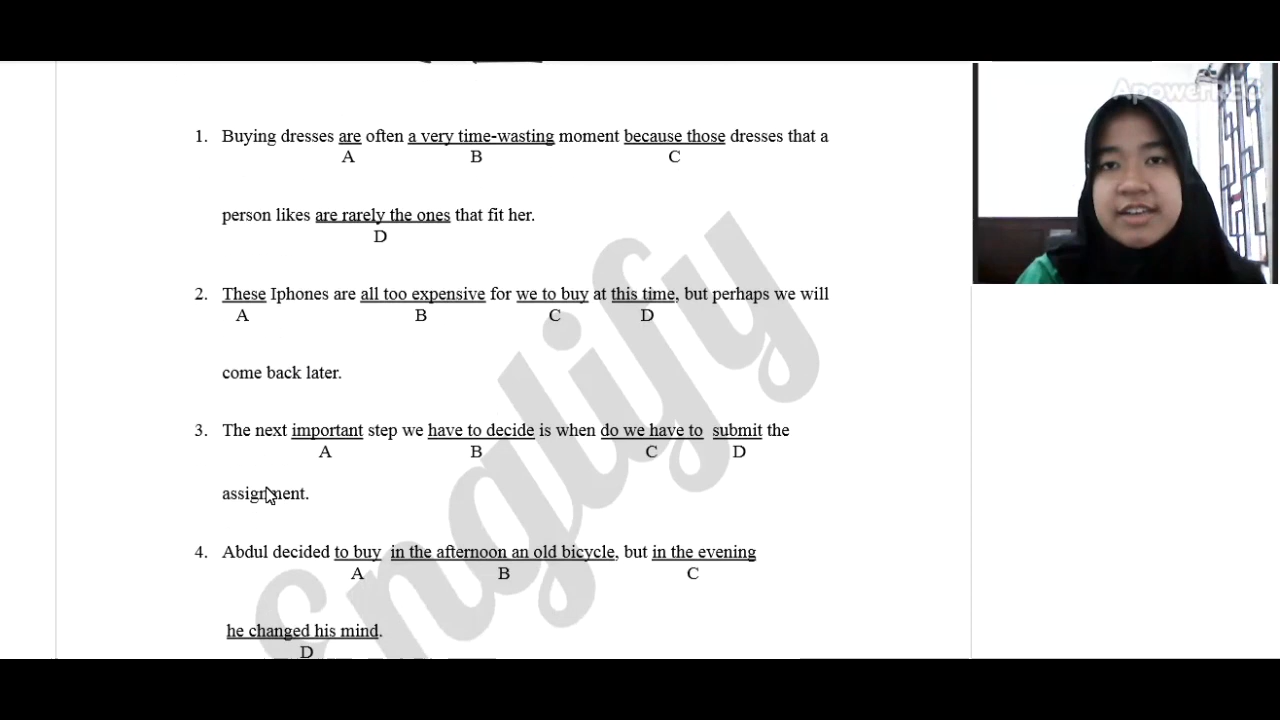 ApowerREC
1. Buying dresses are often a very time-wasting moment because those dresses that a
A B C
person likes are rarely the ones that fit her.
D
2. These Iphones are all too expensive for we to buy at this time, but perhaps we will
A B C D
come back later.
3. The next important step we have to decide is when do we have to submit the
A B C D
assignment.
4. Abdul decided to buy in the afternoon an old bicycle, but in the evening
A B C
he changed his mind.
D
Englify